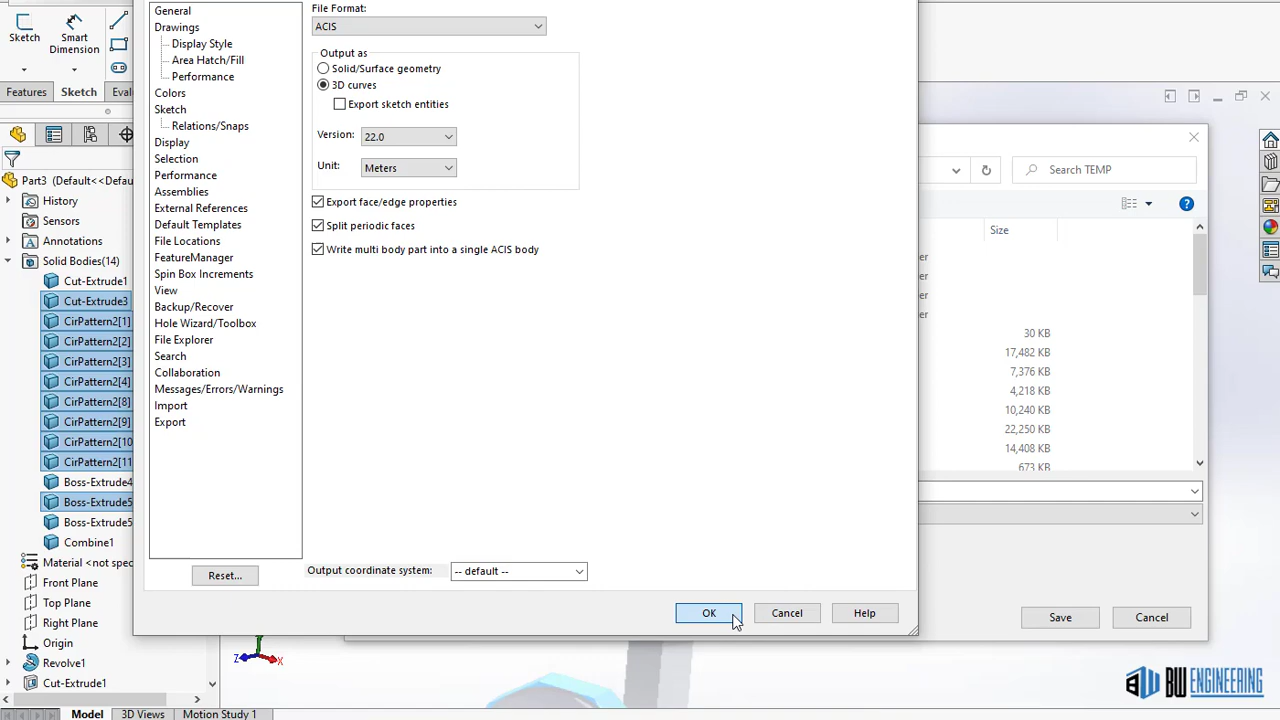 General
Drawings
Display Style
Area Hatch/Fill
Performance
Colors
Sketch
Relations/Snaps
Display
Selection
Performance
Assemblies
External References
Default Templates
File Locations
FeatureManager
Spin Box Increments
View
Backup/Recover
Hole Wizard/Toolbox
File Explorer
Search
Collaboration
Messages/Errors/Warnings
Import
Export
File Format:
ACIS
Output as
Solid/Surface geometry
3D curves
Export sketch entities
Version: 22.0
Unit: Meters
Export face/edge properties
Split periodic faces
Write multi body part into a single ACIS body
Output coordinate system: -- default --
Reset...
OK
Cancel
Help
Sketch
Smart Dimension
Features
Sketch
Part3 (Default<<Defau
History
Sensors
Annotations
Solid Bodies(14)
Cut-Extrude1
Cut-Extrude3
CirPattern2[1]
CirPattern2[2]
CirPattern2[3]
CirPattern2[4]
CirPattern2[8]
CirPattern2[9]
CirPattern2[10
CirPattern2[11
Boss-Extrude4
Boss-Extrude5
Boss-Extrude5
Combine1
Material <not spec
Front Plane
Top Plane
Right Plane
Origin
Revolve1
Cut-Extrude1
Model
3D Views
Motion Study 1
Z
X
Search TEMP
Size
30 KB
17,482 KB
7,376 KB
4,218 KB
10,240 KB
22,250 KB
14,408 KB
673 KB
Save
Cancel
BW ENGINEERING